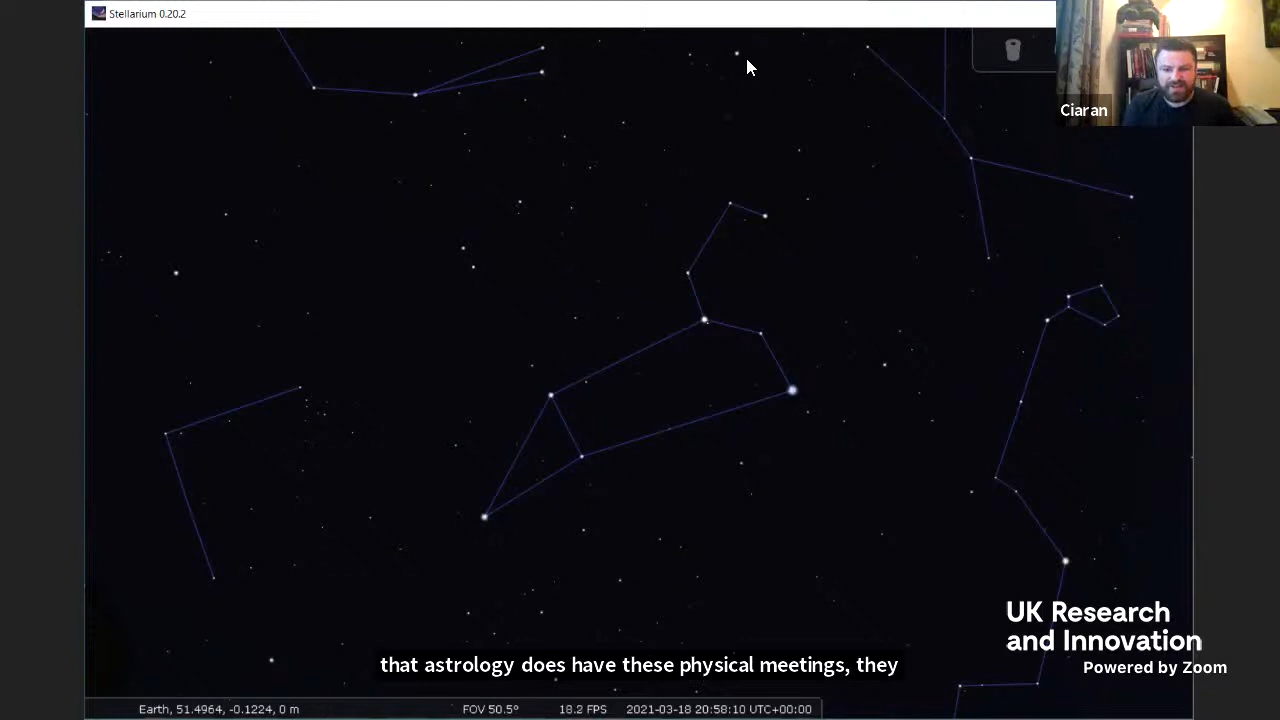 Stellarium 0.20.2
Ciaran
UK Research
and Innovation
Powered by Zoom
that astrology does have these physical meetings, they
Earth, 51.4964, -0.1224, 0 m
FOV 50.5°
18.2 FPS
2021-03-18 20:58:10 UTC+00:00